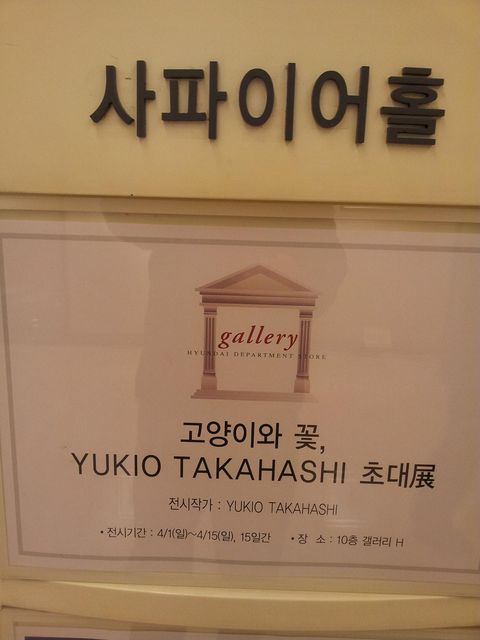 사파이어홀
gallery
HYUNDAI DEPARTMENT STORE
고양이와 꽃,
YUKIO TAKAHASHI 초대展
전시작가 : YUKIO TAKAHASHI
• 전시기간 : 4/1(일)~4/15(일), 15일간 • 장 소 : 10층 갤러리 H